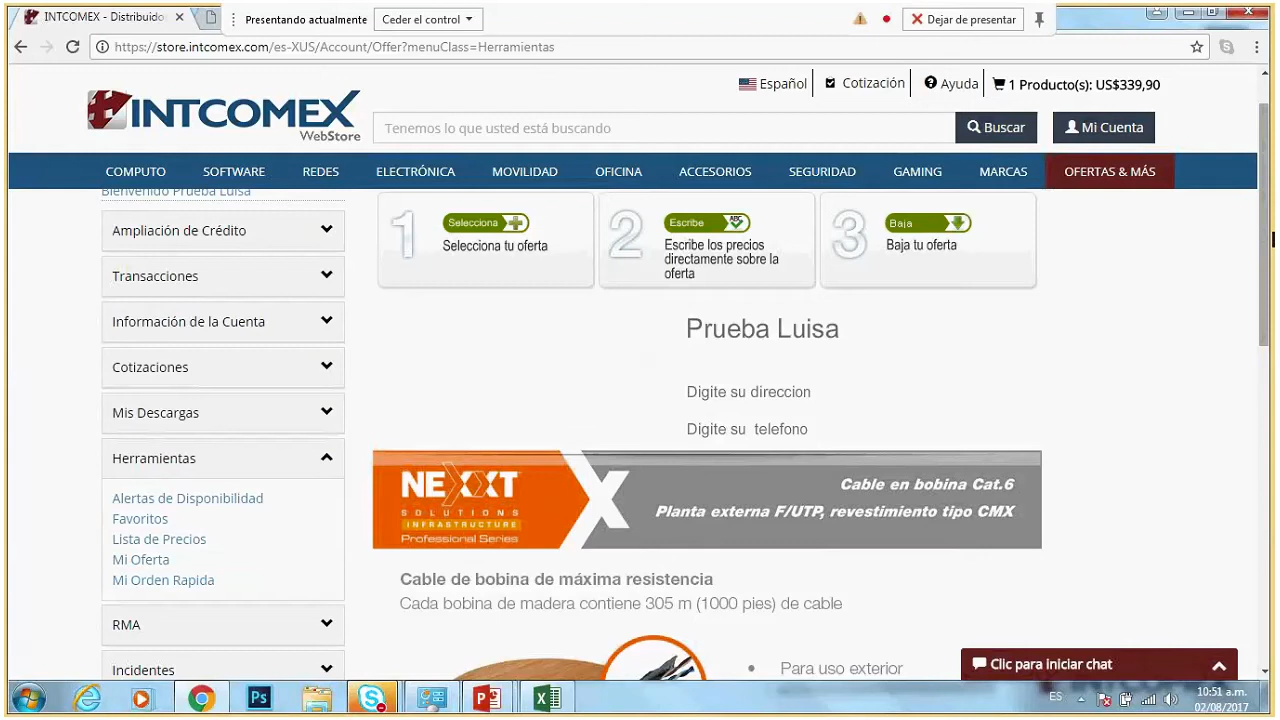 INTCOMEX - Distribuido
Presentando actualmente
Ceder el control
Dejar de presentar
https://store.intcomex.com/es-XUS/Account/Offer?menuClass=Herramientas
Español
Cotización
Ayuda
1 Producto(s): US$339,90
INTCOMEX
WebStore
Tenemos lo que usted está buscando
Buscar
Mi Cuenta
COMPUTO
SOFTWARE
REDES
ELECTRÓNICA
MOVILIDAD
OFICINA
ACCESORIOS
SEGURIDAD
GAMING
MARCAS
OFERTAS & MÁS
Bienvenido Prueba Luisa
Ampliación de Crédito
Transacciones
Información de la Cuenta
Cotizaciones
Mis Descargas
Herramientas
Alertas de Disponibilidad
Favoritos
Lista de Precios
Mi Oferta
Mi Orden Rapida
RMA
Incidentes
1
Selecciona
Selecciona tu oferta
2
Escribe
ABC
Escribe los precios
directamente sobre la
oferta
3
Baja
Baja tu oferta
Prueba Luisa
Digite su direccion
Digite su telefono
NEXXT
SOLUTIONS
INFRASTRUCTURE
Professional Series
X
Cable en bobina Cat.6
Planta externa F/UTP, revestimiento tipo CMX
Cable de bobina de máxima resistencia
Cada bobina de madera contiene 305 m (1000 pies) de cable
• Para uso exterior
Clic para iniciar chat
Ps
ES
10:51 a.m.
02/08/2017